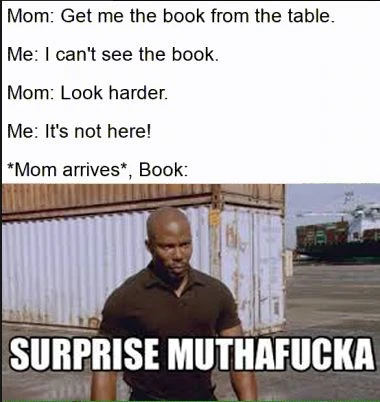 Mom: Get me the book from the table.
Me: I can't see the book.
Mom: Look harder.
Me: It's not here!
*Mom arrives*, Book:
SURPRISE MUTHAFUCKA